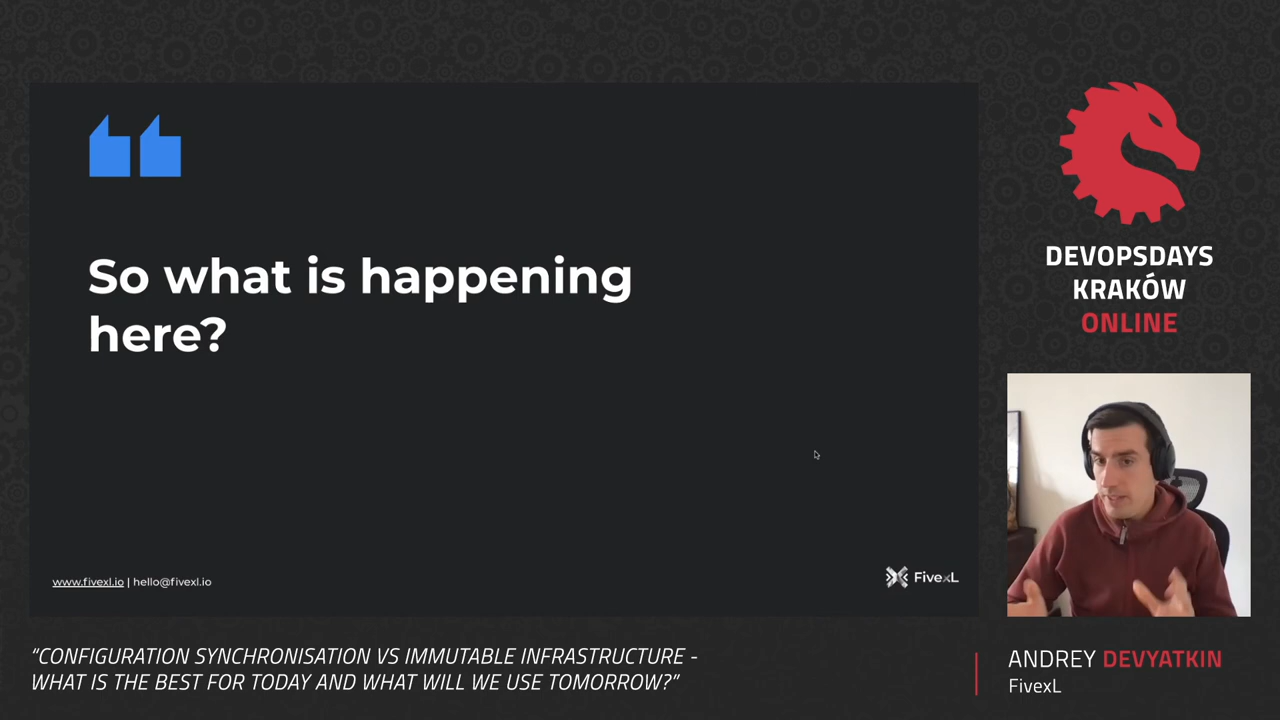 So what is happening
here?
www.fivexl.io | hello@fivexl.io
FivexL
DEVOPSDAYS
KRAKÓW
ONLINE
“CONFIGURATION SYNCHRONISATION VS IMMUTABLE INFRASTRUCTURE -
WHAT IS THE BEST FOR TODAY AND WHAT WILL WE USE TOMORROW?”
ANDREY DEVYATKIN
FivexL